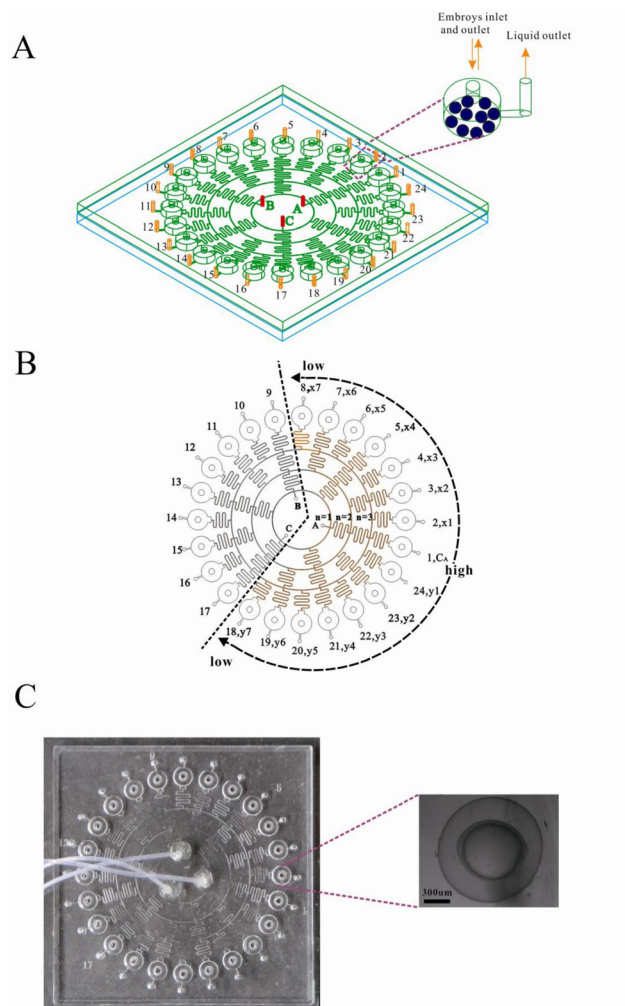 A
Embroys inlet
and outlet
Liquid outlet
5
6
4
7
3
8
2
9
1
10
24
B
A
11
23
C
12
22
13
21
14
20
15
19
16
18
17
B
low
8,x7
9
7,x6
10
6,x5
11
5,x4
12
4,x3
13
3,x2
B
n=1 n=2 n=3
14
2,x1
C
A
15
1,CA
high
16
24,y1
17
23,y2
18,y7
22,y3
19,y6
21,y4
20,y5
low
C
9
17
300um